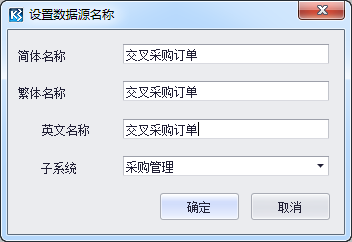 K3 设置数据源名称
简体名称 交叉采购订单
繁体名称 交叉采购订单
英文名称 交叉采购订单
子系统 采购管理
确定 取消